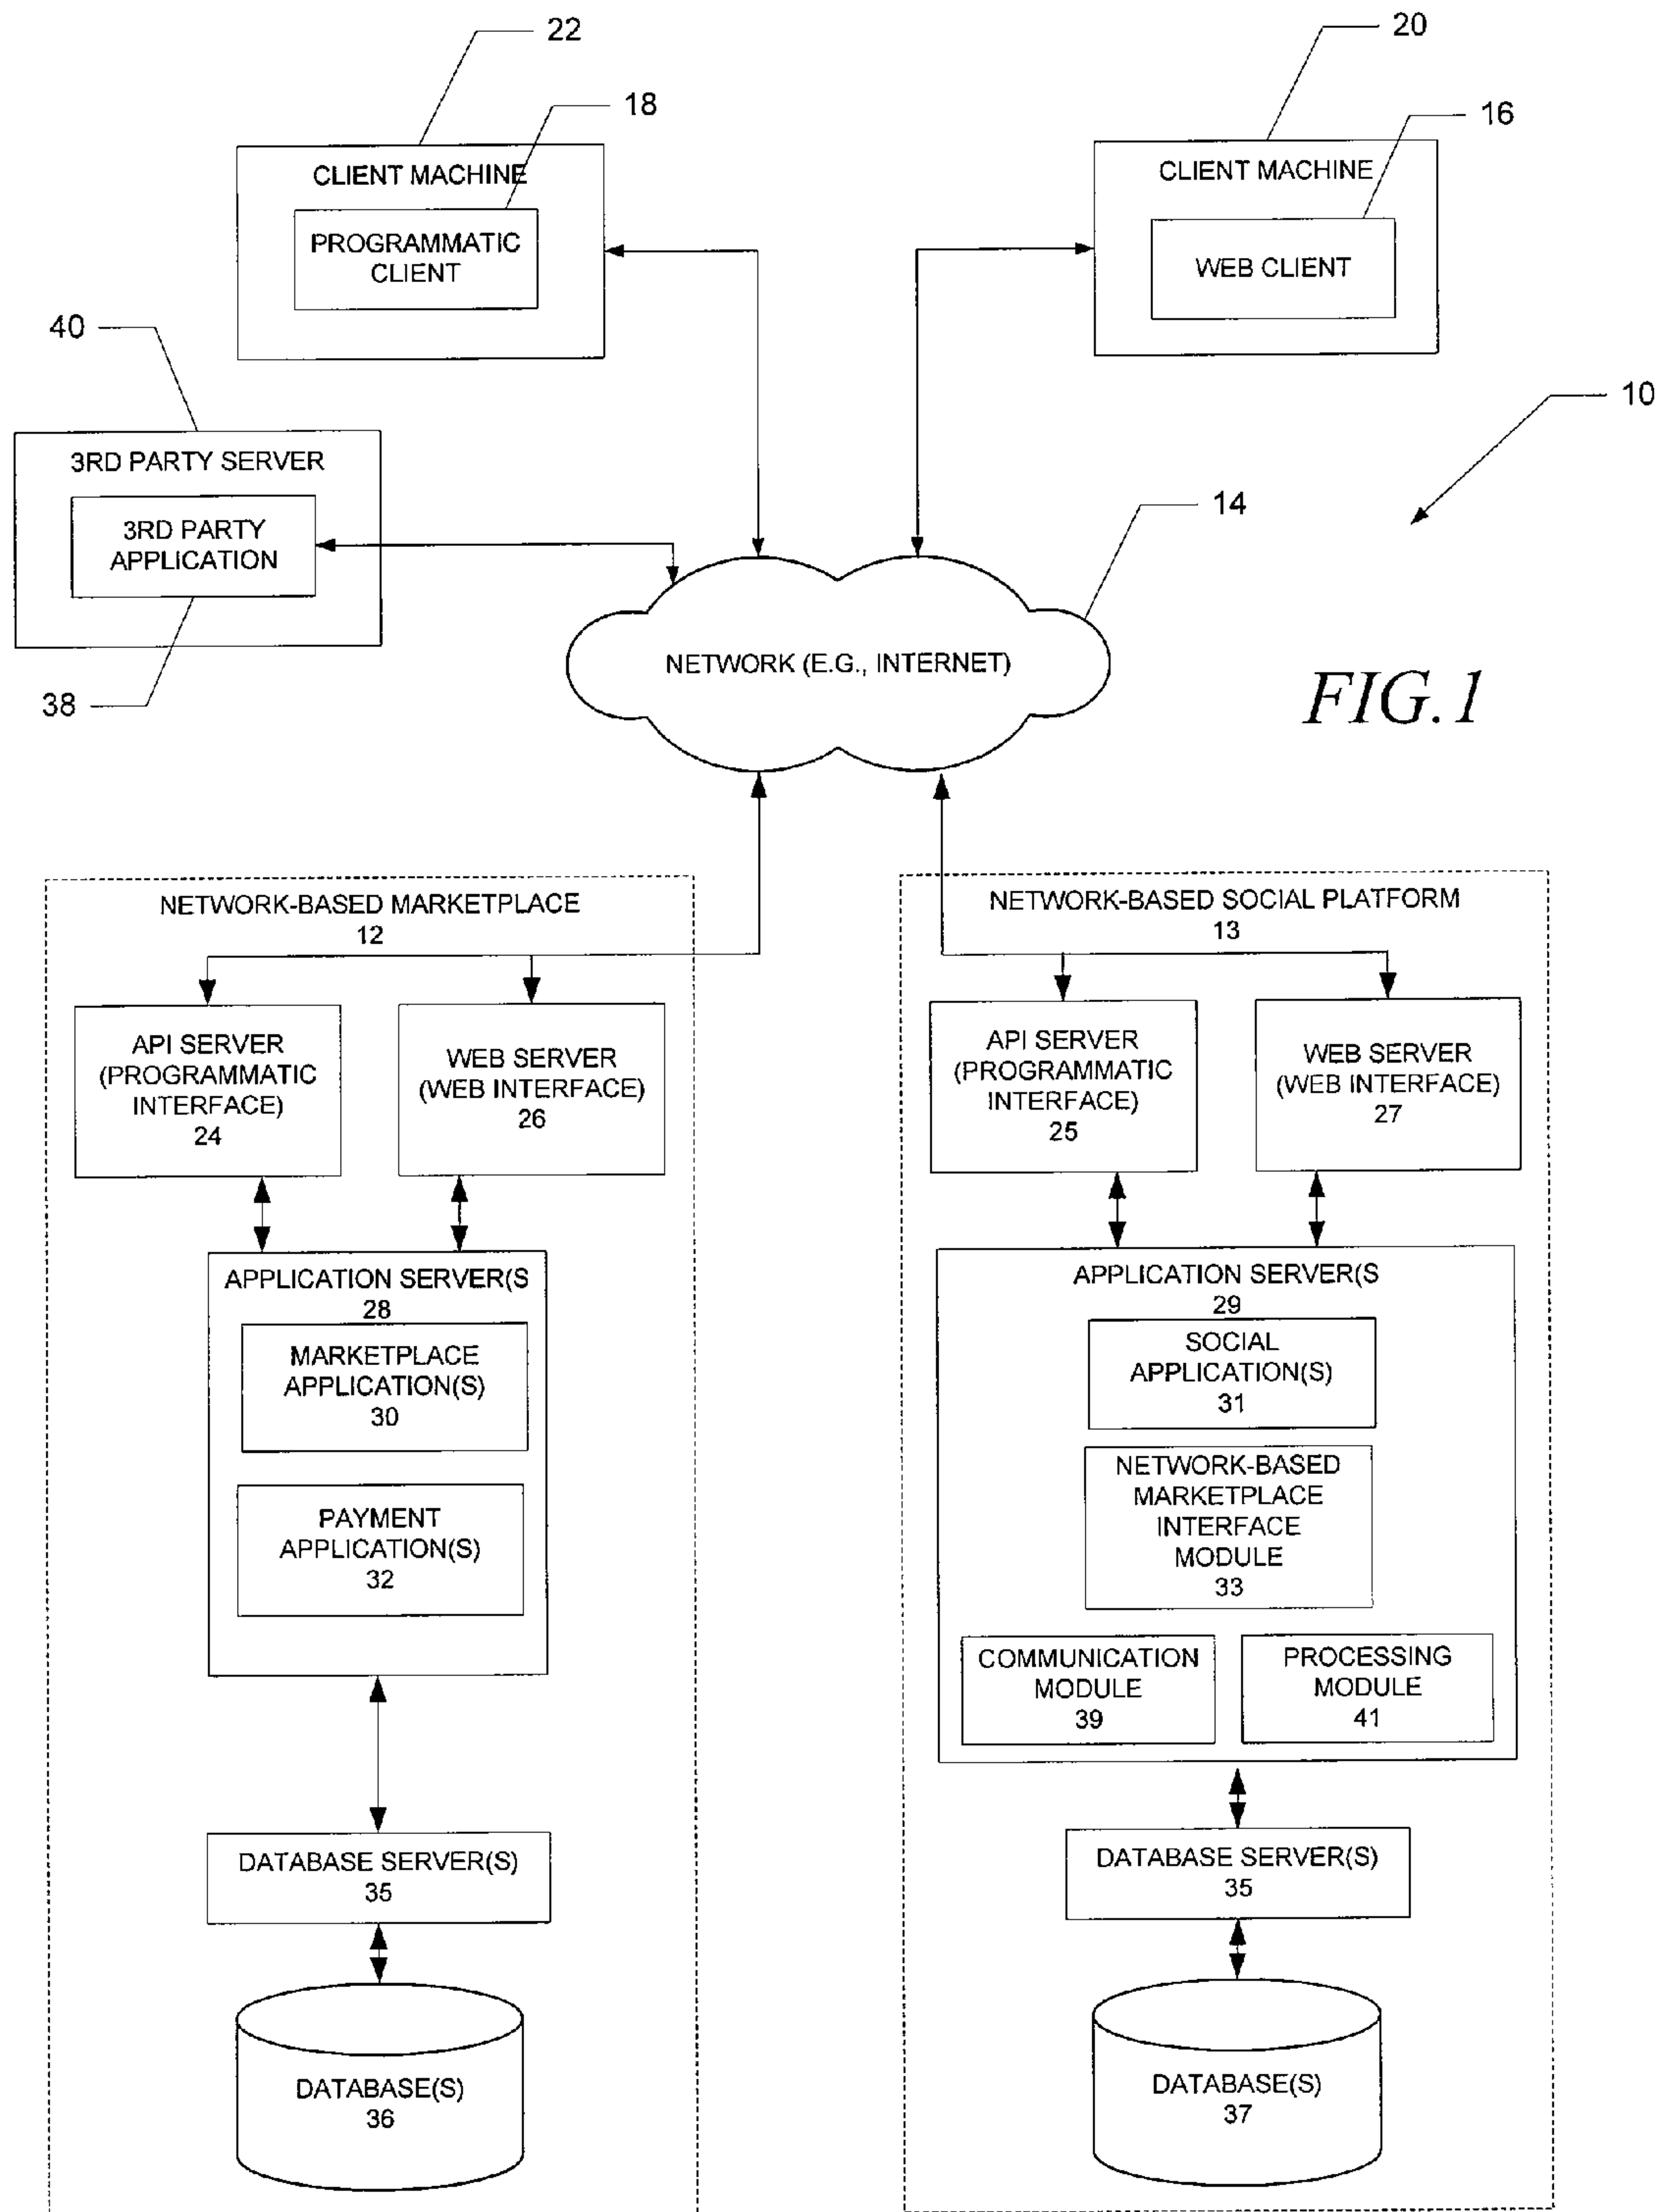 22
20
18
16
CLIENT MACHINE
PROGRAMMATIC
CLIENT
CLIENT MACHINE
WEB CLIENT
40
10
3RD PARTY SERVER
3RD PARTY
APPLICATION
38
14
NETWORK (E.G., INTERNET)
FIG.1
NETWORK-BASED MARKETPLACE
12
API SERVER
(PROGRAMMATIC
INTERFACE)
24
WEB SERVER
(WEB INTERFACE)
26
APPLICATION SERVER(S
28
MARKETPLACE
APPLICATION(S)
30
PAYMENT
APPLICATION(S)
32
DATABASE SERVER(S)
35
DATABASE(S)
36
NETWORK-BASED SOCIAL PLATFORM
13
API SERVER
(PROGRAMMATIC
INTERFACE)
25
WEB SERVER
(WEB INTERFACE)
27
APPLICATION SERVER(S
29
SOCIAL
APPLICATION(S)
31
NETWORK-BASED
MARKETPLACE
INTERFACE
MODULE
33
COMMUNICATION
MODULE
39
PROCESSING
MODULE
41
DATABASE SERVER(S)
35
DATABASE(S)
37